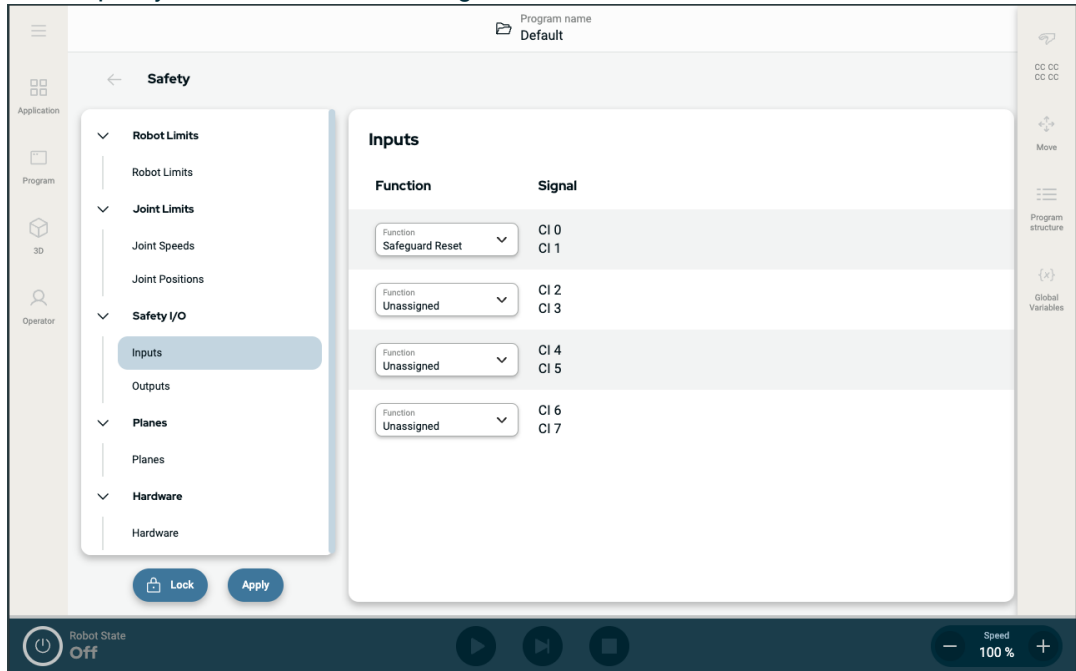 Program name
Default
Application
Program
3D
Operator
Safety
Robot Limits
Robot Limits
Joint Limits
Joint Speeds
Joint Positions
Safety I/O
Inputs
Outputs
Planes
Planes
Hardware
Hardware
Lock
Apply
Inputs
Function
Signal
Function
Safeguard Reset
CI 0
CI 1
Function
Unassigned
CI 2
CI 3
Function
Unassigned
CI 4
CI 5
Function
Unassigned
CI 6
CI 7
CC CC
CC CC
Move
Program
structure
{x}
Global
Variables
Robot State
Off
Speed
100 %